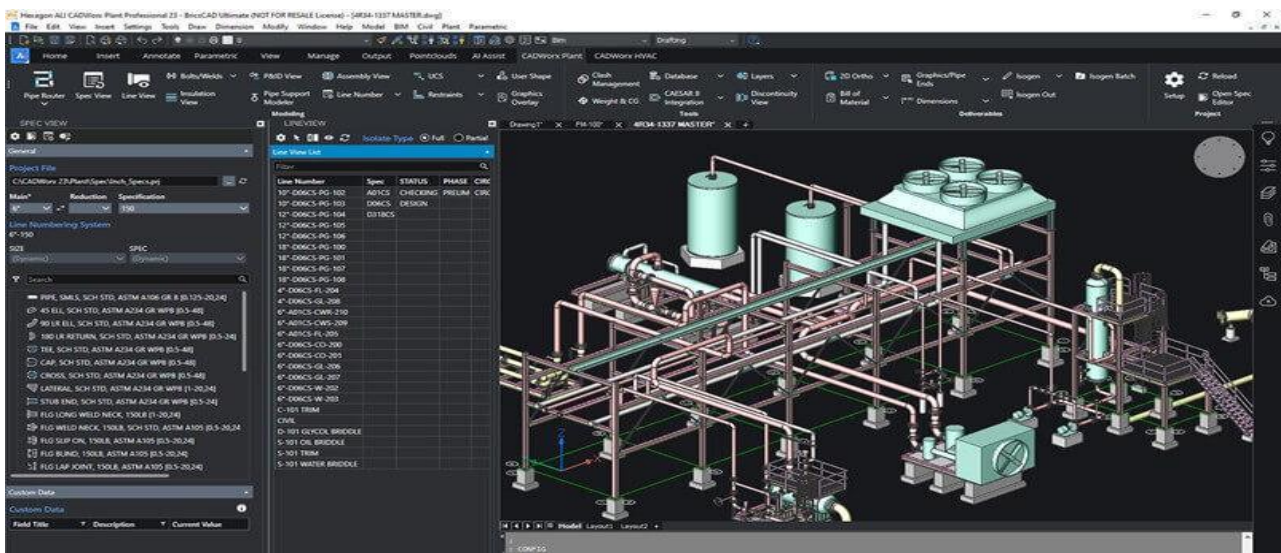 Hexagon ALI CADWorx Plant Professional 23 - BricsCAD Ultimate (NOT FOR RESALE License) - [4R34-1337 MASTER.dwg]
File Edit View Insert Settings Tools Draw Dimension Modify Window Help Model BIM Civil Plant Parametric
Bim Drafting
Home Insert Annotate Parametric View Manage Output Pointclouds AI Assist CADWorx Plant CADWorx HVAC
Pipe Router Spec View Line View Bolts/Welds Insulation View
P&ID View Assembly View UCS User Shape
Pipe Support Modeler Line Number Restraints Graphics Overlay
Clash Management Database Layers
Weight & CG CAESAR II Integration Discontinuity View
2D Ortho Graphics/Pipe Ends Isogen Isogen Batch
Bill of Material Dimensions Isogen Out
Setup Reload Open Spec Editor
Modeling Tools Deliverables Project
SPEC VIEW
General
Project File
C:\CADWorx 23\Plant\Spec\Inch_Specs.prj
Main* Reduction Specification
6" 150
Line Numbering System
6"-150
SIZE SPEC
(Dynamic) (Dynamic)
Search
PIPE, SMLS, SCH STD, ASTM A106 GR B [0.125-20,24]
45 ELL, SCH STD, ASTM A234 GR WPB [0.5-48]
90 LR ELL, SCH STD, ASTM A234 GR WPB [0.5-48]
180 LR RETURN, SCH STD, ASTM A234 GR WPB [0.5-24]
TEE, SCH STD, ASTM A234 GR WPB [0.5-48]
CAP, SCH STD, ASTM A234 GR WPB [0.5-48]
CROSS, SCH STD, ASTM A234 GR WPB [0.5-48]
LATERAL, SCH STD, ASTM A234 GR WPB [1-20,24]
STUB END, SCH STD, ASTM A234 GR WPB [0.5-24]
FLG LONG WELD NECK, 150LB [1-20,24]
FLG WELD NECK, 150LB, SCH STD, ASTM A105 [0.5-20,24
FLG SLIP ON, 150LB, ASTM A105 [0.5-20,24]
FLG BLIND, 150LB, ASTM A105 [0.5-20,24]
FLG LAP JOINT, 150LB, ASTM A105 [0.5-20,24]
Custom Data
Custom Data
Field Title Description Current Value
LINEVIEW
Isolate Type Full Partial
Line View List
Filter
Line Number Spec STATUS PHASE CIRC
10"-D06CS-PG-102 A01CS CHECKING PRELIM CIRC
10"-D06CS-PG-103 D06CS DESIGN
12"-D06CS-PG-104 D318CS
12"-D06CS-PG-105
12"-D06CS-PG-106
18"-D06CS-PG-100
18"-D06CS-PG-101
18"-D06CS-PG-107
18"-D06CS-PG-108
4"-D06CS-FL-204
4"-D06CS-GL-208
6"-A01CS-CWR-210
6"-A01CS-CWS-209
6"-A01CS-FL-205
6"-D06CS-CO-200
6"-D06CS-CO-201
6"-D06CS-GL-206
6"-D06CS-GL-207
6"-D06CS-W-202
6"-D06CS-W-203
C-101 TRIM
CIVIL
D-101 GLYCOL BRIDDLE
S-101 OIL BRIDDLE
S-101 TRIM
S-101 WATER BRIDDLE
Drawing1* FM-100* 4R34-1337 MASTER*
Z
X
Model Layout1 Layout2
: CONFIG